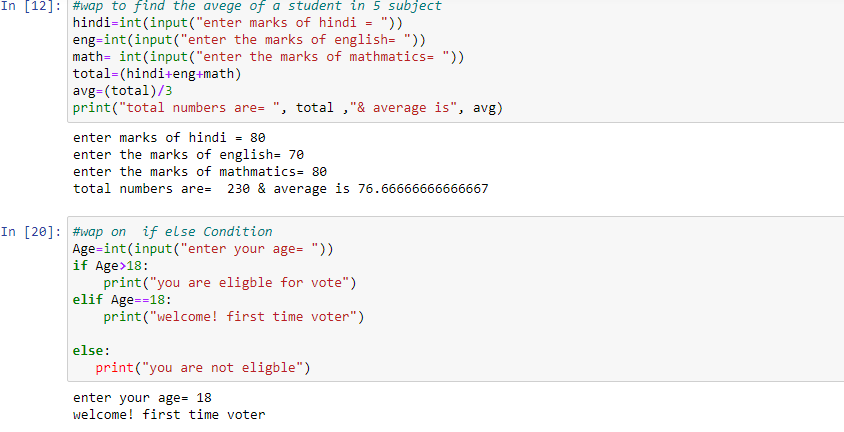 In [12]: #wap to find the avege of a student in 5 subject
hindi=int(input("enter marks of hindi = "))
eng=int(input("enter the marks of english= "))
math= int(input("enter the marks of mathmatics= "))
total=(hindi+eng+math)
avg=(total)/3
print("total numbers are= ", total ,"& average is", avg)
enter marks of hindi = 80
enter the marks of english= 70
enter the marks of mathmatics= 80
total numbers are=  230 & average is 76.66666666666667
In [20]: #wap on  if else Condition
Age=int(input("enter your age= "))
if Age>18:
    print("you are eligble for vote")
elif Age==18:
    print("welcome! first time voter")
else:
   print("you are not eligble")
enter your age= 18
welcome! first time voter